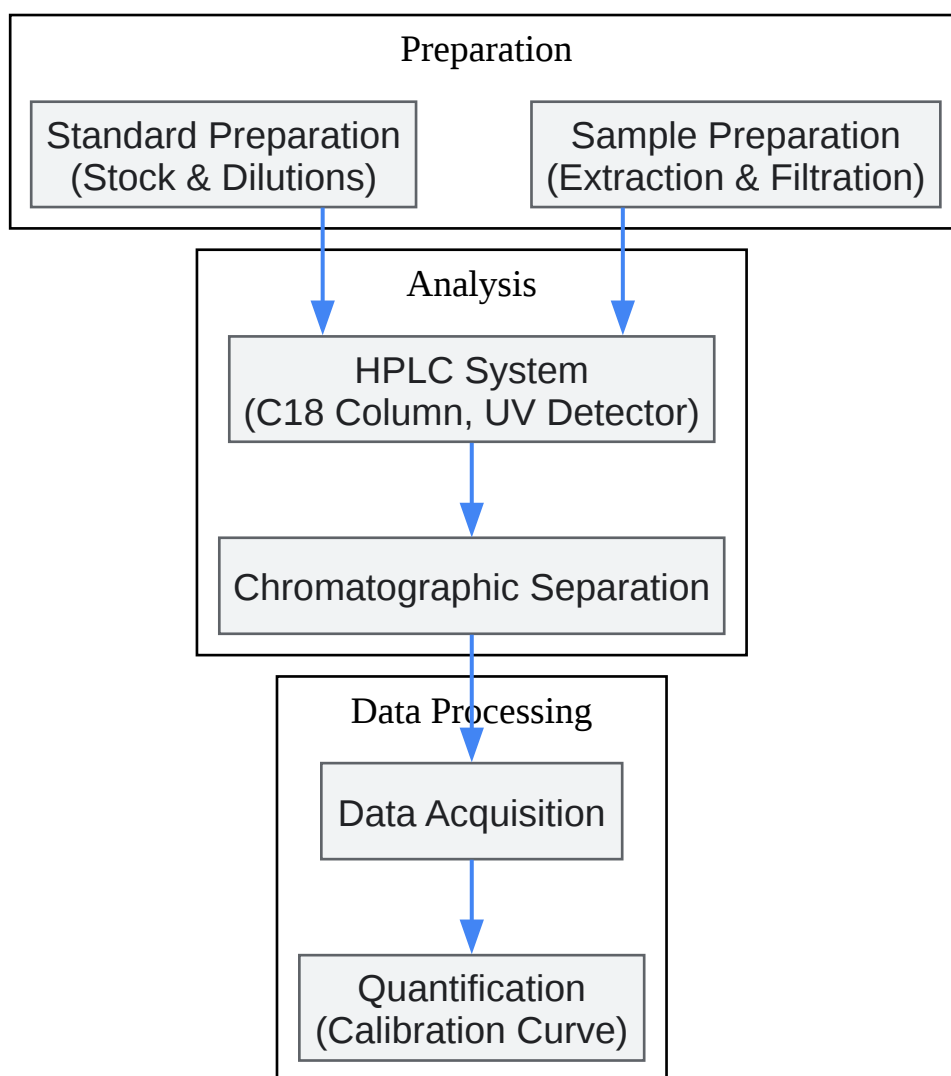 Preparation
Standard Preparation
(Stock & Dilutions)
Sample Preparation
(Extraction & Filtration)
Analysis
HPLC System
(C18 Column, UV Detector)
Chromatographic Separation
Data Processing
Data Acquisition
Quantification
(Calibration Curve)